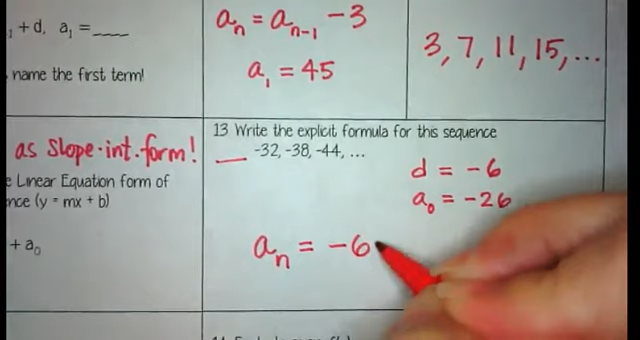 ₁ + d, a₁ = ____
name the first term!
aₙ = aₙ₋₁ - 3
a₁ = 45
3, 7, 11, 15, ...
as Slope-int. form!
Linear Equation form of
(y = mx + b)
+ a₀
13 Write the explicit formula for this sequence
___ -32, -38, -44, ...
d = -6
a₀ = -26
aₙ = -6